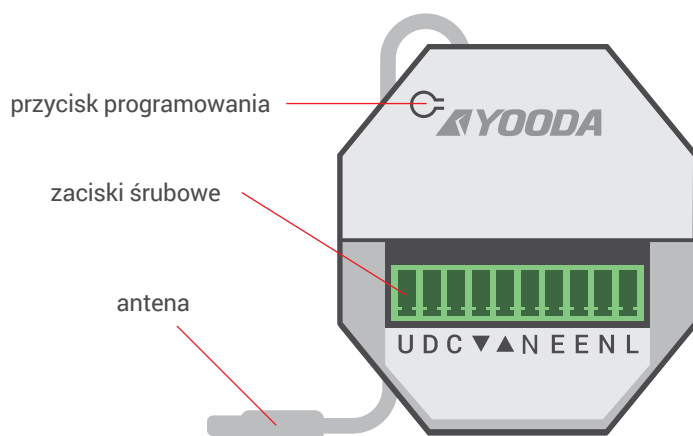 przycisk programowania
YOODA
zaciski śrubowe
antena
U D C ▼ ▲ N E E N L